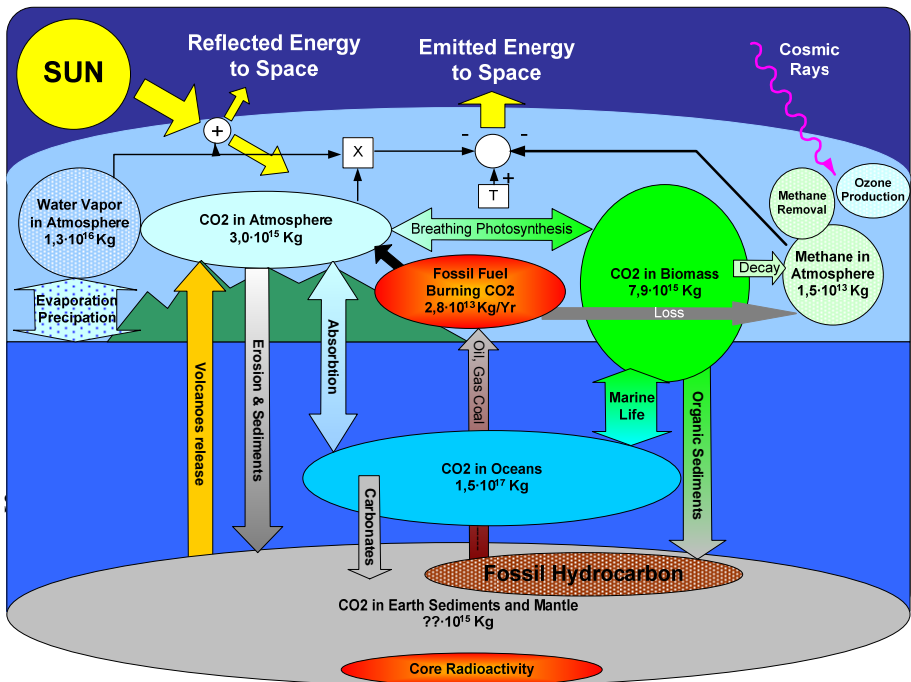 SUN
Reflected Energy
to Space
Emitted Energy
to Space
Cosmic
Rays
+
X
-
-
+
T
Water Vapor
in Atmosphere
1,3·10¹⁶ Kg
CO2 in Atmosphere
3,0·10¹⁵ Kg
Breathing Photosynthesis
Methane
Removal
Ozone
Production
Methane in
Atmosphere
1,5·10¹³ Kg
Decay
CO2 in Biomass
7,9·10¹⁵ Kg
Loss
Fossil Fuel
Burning CO2
2,8·10¹³Kg/Yr
Evaporation
Precipation
Volcanoes release
Erosion & Sediments
Absorbtion
Oil, Gas Coal
Marine
Life
Organic Sediments
CO2 in Oceans
1,5·10¹⁷ Kg
Carbonates
Fossil Hydrocarbon
CO2 in Earth Sediments and Mantle
??·10¹⁵ Kg
Core Radioactivity